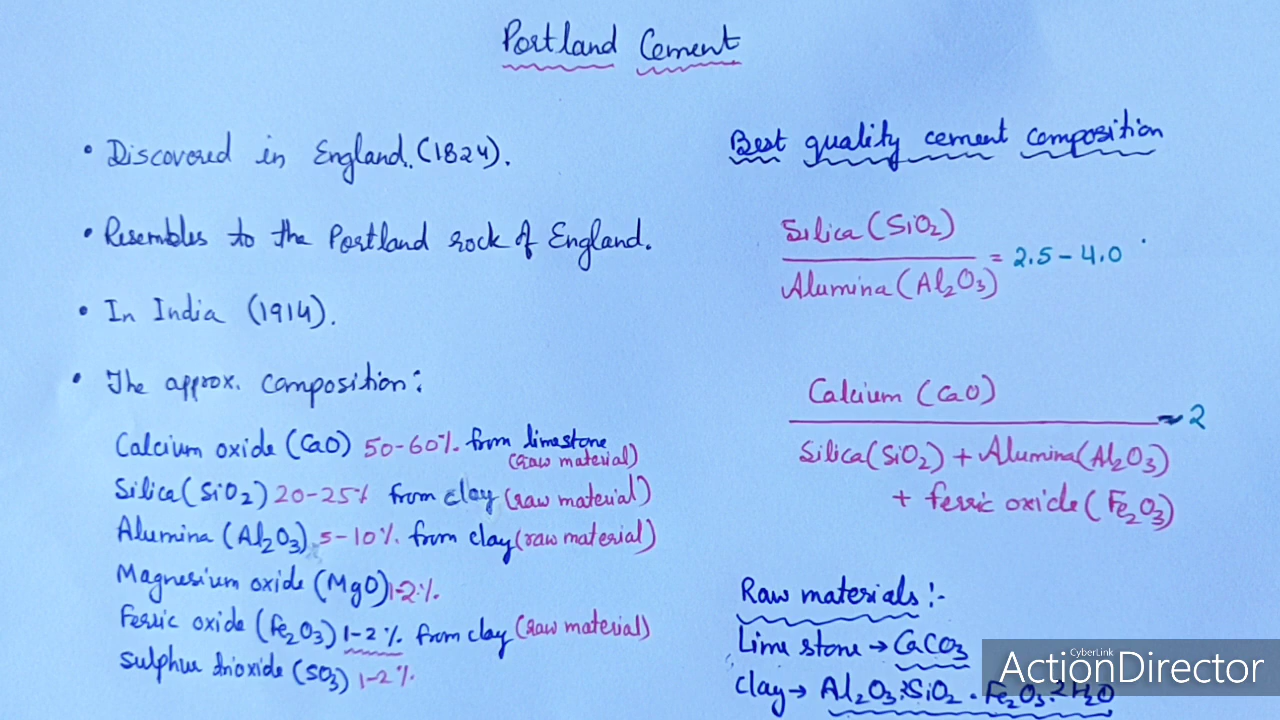 Portland Cement
• Discovered in England. (1824).
• Resembles to the Portland rock of England.
• In India (1914).
• The approx. composition:
Calcium oxide (CaO) 50-60% from limestone
(raw material)
Silica (SiO2) 20-25% from clay (raw material)
Alumina (Al2O3) 5-10% from clay (raw material)
Magnesium oxide (MgO) 1-2%.
Ferric oxide (Fe2O3) 1-2% from clay (raw material)
Sulphur trioxide (SO3) 1-2%.
Best quality cement composition
Silica (SiO2)
Alumina (Al2O3)
= 2.5 - 4.0
Calcium (CaO)
Silica (SiO2) + Alumina (Al2O3)
+ ferric oxide (Fe2O3)
≈ 2
Raw materials:-
Lime stone → CaCO3
Clay → Al2O3.SiO2.Fe2O3.2H2O
CyberLink
ActionDirector